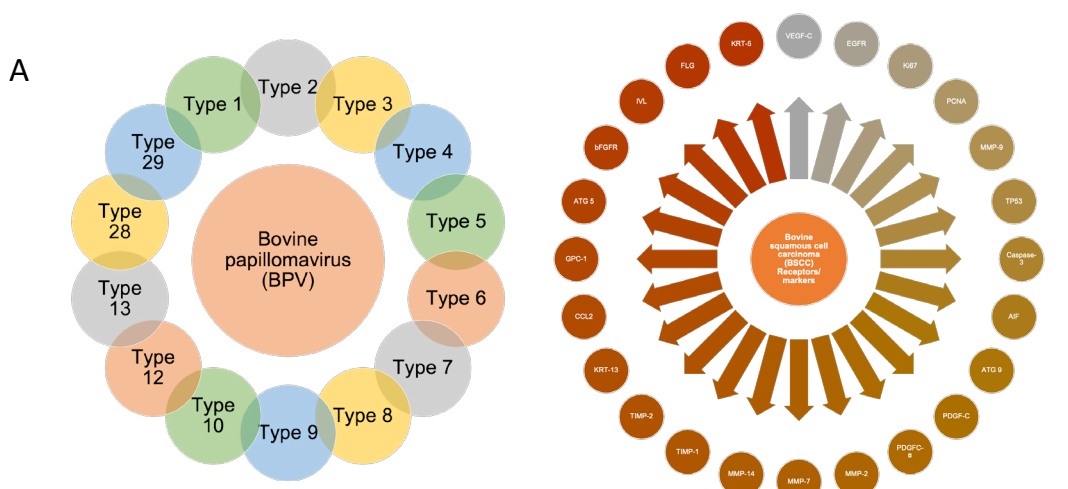 A
Type 1
Type 2
Type 3
Type 4
Type 5
Type 6
Type 7
Type 8
Type 9
Type
10
Type
12
Type
13
Type
28
Type
29
Bovine
papillomavirus
(BPV)
VEGF-C
EGFR
Ki67
PCNA
MMP-9
TP53
Caspase-
3
AIF
ATG 9
PDGF-C
PDGFC-
B
MMP-2
MMP-7
MMP-14
TIMP-1
TIMP-2
KRT-13
CCL2
GPC-1
ATG 5
bFGFR
IVL
FLG
KRT-5
Bovine
squamous cell
carcinoma
(BSCC)
Receptors/
markers